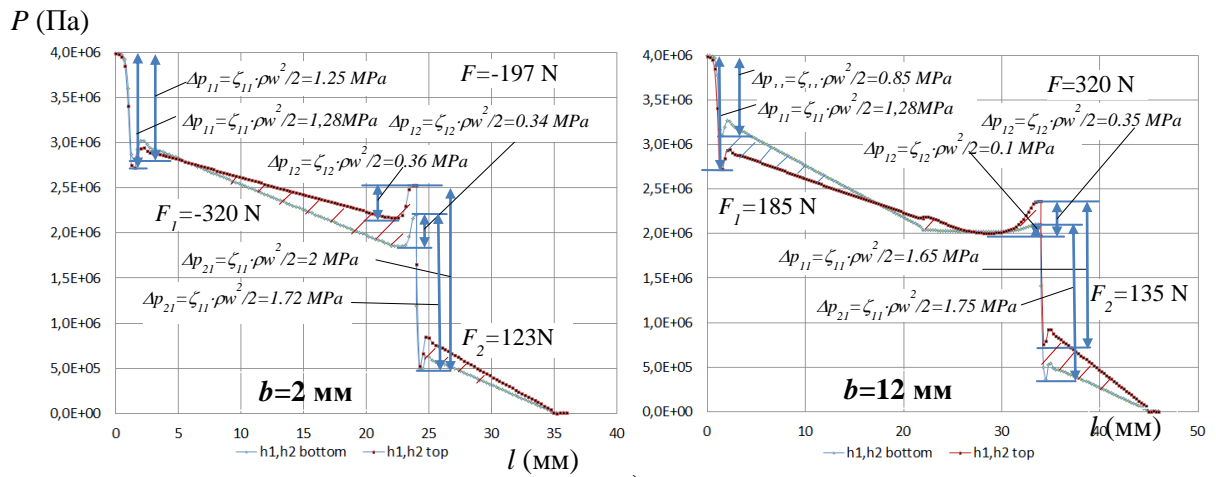 P (Па)
4,0E+06
3,5E+06
3,0E+06
2,5E+06
2,0E+06
1,5E+06
1,0E+06
5,0E+05
0,0E+00
Δp11=ζ11·ρw²/2=1.25 MPa
F=-197 N
Δp11=ζ11·ρw²/2=1,28MPa
Δp12=ζ12·ρw²/2=0.34 MPa
Δp12=ζ12·ρw²/2=0.36 MPa
F1=-320 N
Δp21=ζ11·ρw²/2=2 MPa
Δp21=ζ11·ρw²/2=1.72 MPa
F2=123N
b=2 мм
0 5 10 15 20 25 30 35 40
h1,h2 bottom h1,h2 top
l (мм)
4,0E+06
3,5E+06
3,0E+06
2,5E+06
2,0E+06
1,5E+06
1,0E+06
5,0E+05
0,0E+00
Δp11=ζ11·ρw²/2=0.85 MPa
F=320 N
Δp11=ζ11·ρw²/2=1,28MPa
Δp12=ζ12·ρw²/2=0.35 MPa
Δp12=ζ12·ρw²/2=0.1 MPa
F1=185 N
Δp11=ζ11·ρw²/2=1.65 MPa
Δp21=ζ11·ρw²/2=1.75 MPa
F2=135 N
b=12 мм
0 10 20 30 40 50
h1,h2 bottom h1,h2 top
l (мм)